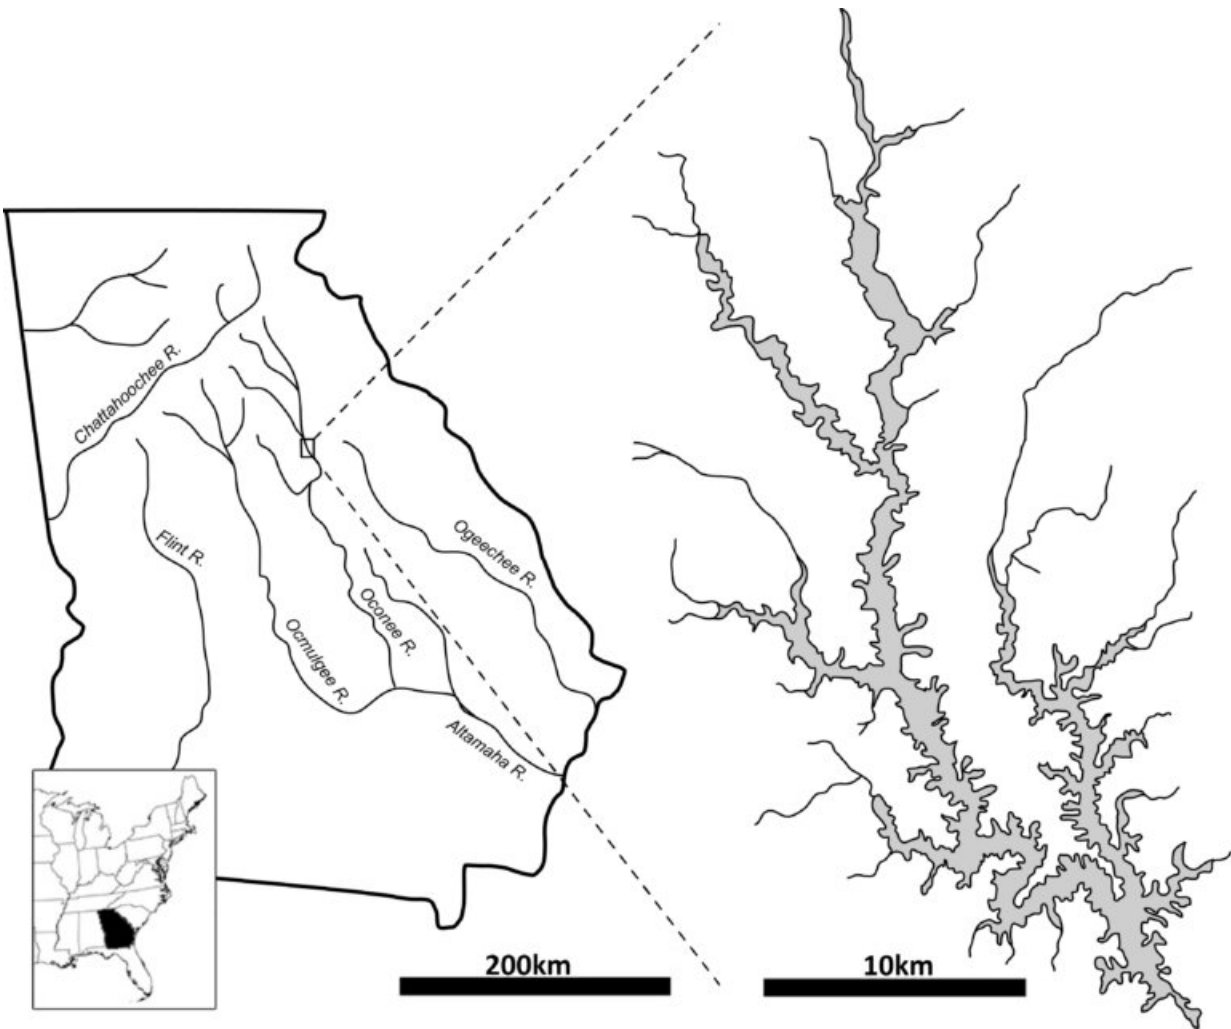 Chattahoochee R.
Flint R.
Ocmulgee R.
Oconee R.
Ogeechee R.
Altamaha R.
200km
10km